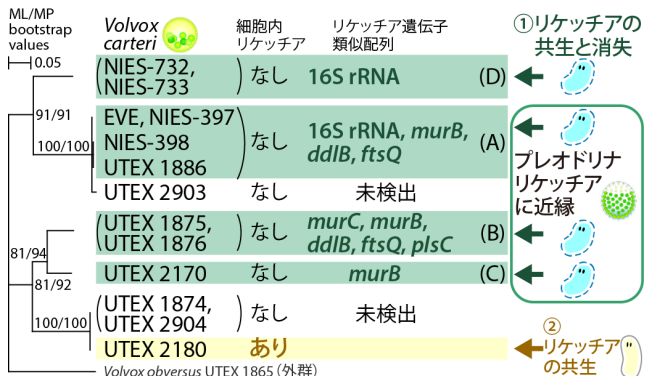 ML/MP
bootstrap
values
0.05
Volvox
carteri
細胞内
リケッチア
リケッチア遺伝子
類似配列
①リケッチアの
共生と消失
(NIES-732,
NIES-733) なし 16S rRNA (D)
91/91
EVE, NIES-397
NIES-398
UTEX 1886
なし 16S rRNA, murB,
ddlB, ftsQ (A)
100/100
UTEX 2903 なし 未検出
プレオドリナ
リケッチア
に近縁
(UTEX 1875,
UTEX 1876) なし murC, murB,
ddlB, ftsQ, plsC (B)
81/94
UTEX 2170 なし murB (C)
81/92
(UTEX 1874,
UTEX 2904) なし 未検出
100/100
UTEX 2180 あり
②
リケッチア
の共生
Volvox obversus UTEX 1865（外群）